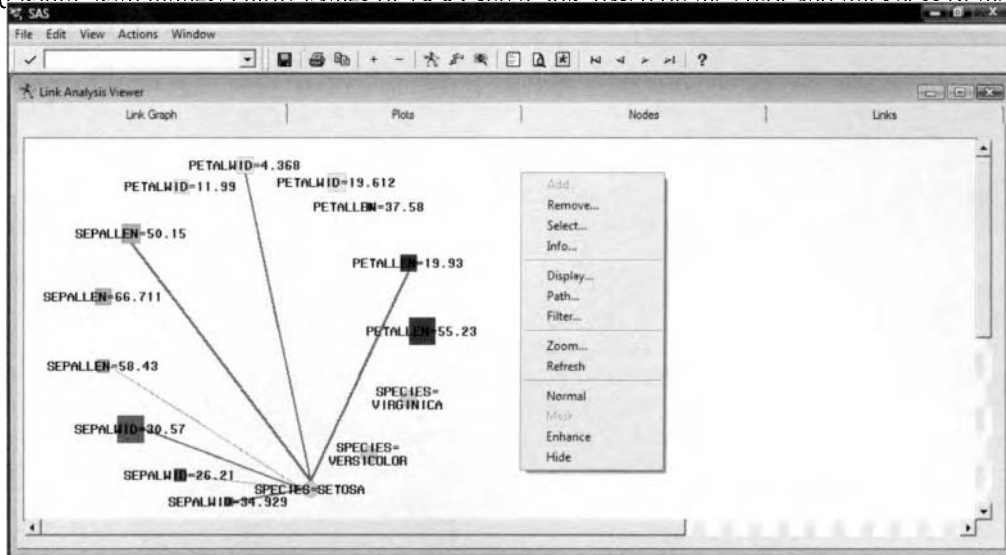 SAS
File Edit View Actions Window
Link Analysis Viewer
Link Graph Plots Nodes Links
PETALWID=4.368
PETALWID=11.99
PETALWID=19.612
PETALLEN=37.58
SEPALLEN=50.15
PETALLEN=19.93
SEPALLEN=66.711
PETALLEN=55.23
SEPALLEN=58.43
SPECIES=
VIRGINICA
SEPALWID=30.57
SPECIES=
VERSICOLOR
SEPALWID=26.21
SPECIES=SETOSA
SEPALWID=34.929
Add...
Remove...
Select...
Info...
Display...
Path...
Filter...
Zoom...
Refresh
Normal
Mask
Enhance
Hide